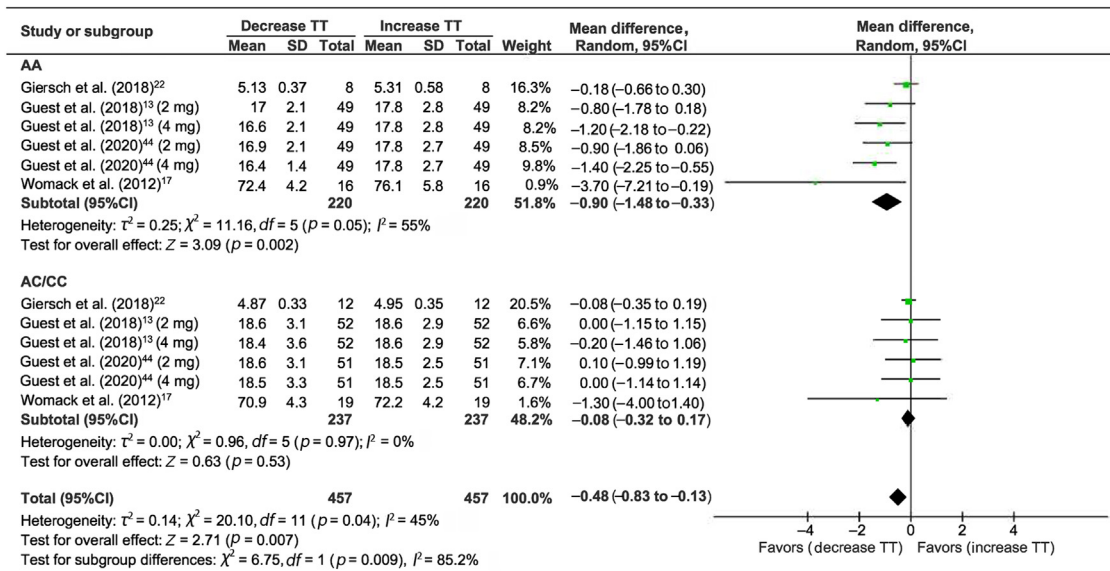 Study or subgroup Decrease TT Increase TT Mean difference, Mean difference,
Mean SD Total Mean SD Total Weight Random, 95%CI Random, 95%CI
AA
Giersch et al. (2018)²² 5.13 0.37 8 5.31 0.58 8 16.3% −0.18 (−0.66 to 0.30)
Guest et al. (2018)¹³ (2 mg) 17 2.1 49 17.8 2.8 49 8.2% −0.80 (−1.78 to 0.18)
Guest et al. (2018)¹³ (4 mg) 16.6 2.1 49 17.8 2.8 49 8.2% −1.20 (−2.18 to −0.22)
Guest et al. (2020)⁴⁴ (2 mg) 16.9 2.1 49 17.8 2.7 49 8.5% −0.90 (−1.86 to 0.06)
Guest et al. (2020)⁴⁴ (4 mg) 16.4 1.4 49 17.8 2.7 49 9.8% −1.40 (−2.25 to −0.55)
Womack et al. (2012)¹⁷ 72.4 4.2 16 76.1 5.8 16 0.9% −3.70 (−7.21 to −0.19)
Subtotal (95%CI) 220 220 51.8% −0.90 (−1.48 to −0.33)
Heterogeneity: τ² = 0.25; χ² = 11.16, df = 5 (p = 0.05); I² = 55%
Test for overall effect: Z = 3.09 (p = 0.002)
AC/CC
Giersch et al. (2018)²² 4.87 0.33 12 4.95 0.35 12 20.5% −0.08 (−0.35 to 0.19)
Guest et al. (2018)¹³ (2 mg) 18.6 3.1 52 18.6 2.9 52 6.6% 0.00 (−1.15 to 1.15)
Guest et al. (2018)¹³ (4 mg) 18.4 3.6 52 18.6 2.9 52 5.8% −0.20 (−1.46 to 1.06)
Guest et al. (2020)⁴⁴ (2 mg) 18.6 3.1 51 18.5 2.5 51 7.1% 0.10 (−0.99 to 1.19)
Guest et al. (2020)⁴⁴ (4 mg) 18.5 3.3 51 18.5 2.5 51 6.7% 0.00 (−1.14 to 1.14)
Womack et al. (2012)¹⁷ 70.9 4.3 19 72.2 4.2 19 1.6% −1.30 (−4.00 to 1.40)
Subtotal (95%CI) 237 237 48.2% −0.08 (−0.32 to 0.17)
Heterogeneity: τ² = 0.00; χ² = 0.96, df = 5 (p = 0.97); I² = 0%
Test for overall effect: Z = 0.63 (p = 0.53)
Total (95%CI) 457 457 100.0% −0.48 (−0.83 to −0.13)
Heterogeneity: τ² = 0.14; χ² = 20.10, df = 11 (p = 0.04); I² = 45%
Test for overall effect: Z = 2.71 (p = 0.007)
Test for subgroup differences: χ² = 6.75, df = 1 (p = 0.009), I² = 85.2%
−4 −2 0 2 4
Favors (decrease TT) Favors (increase TT)